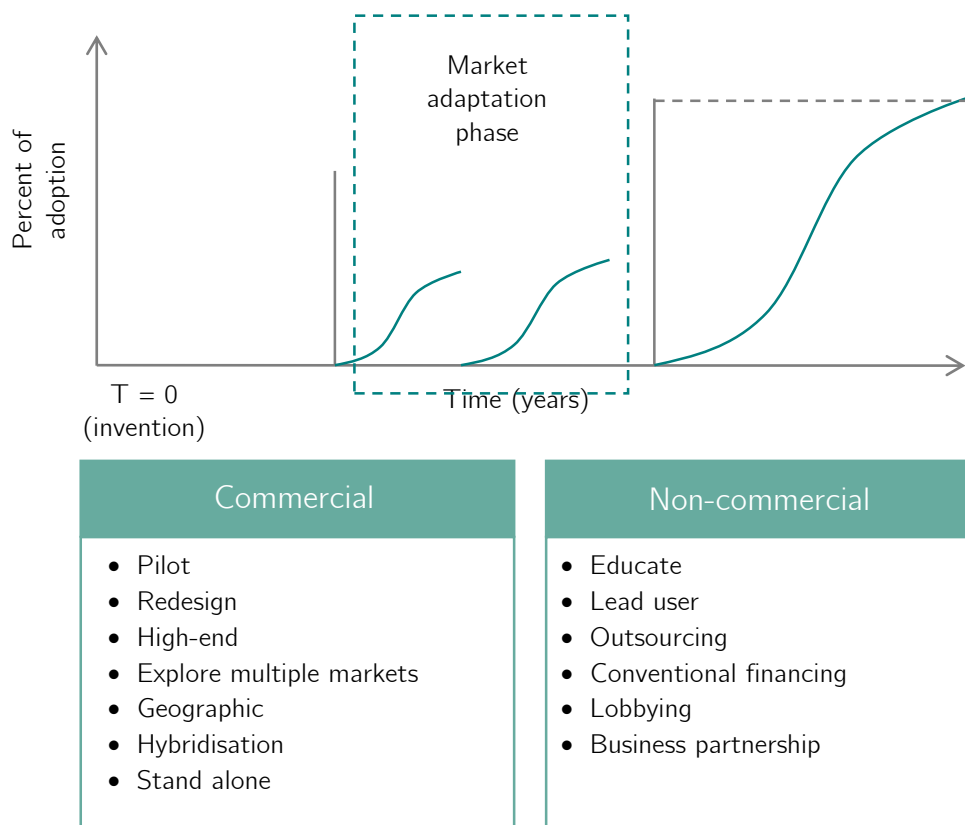 Market
adaptation
phase
Percent of
adoption
T = 0
(invention)
Time (years)
Commercial
• Pilot
• Redesign
• High-end
• Explore multiple markets
• Geographic
• Hybridisation
• Stand alone
Non-commercial
• Educate
• Lead user
• Outsourcing
• Conventional financing
• Lobbying
• Business partnership